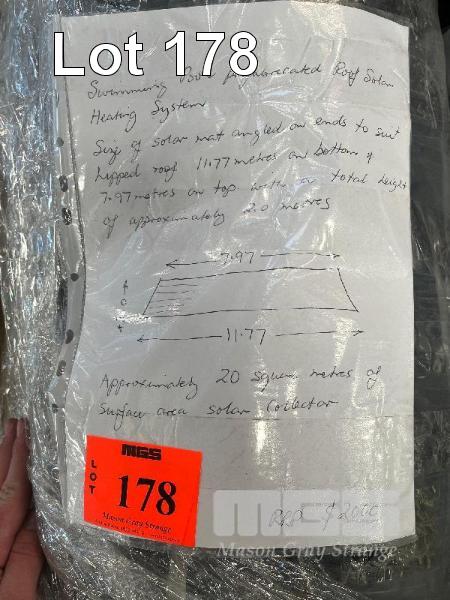 Lot 178
Swimming Pool Prefabricated Roof Solar
Heating System
Size of solar mat angled on ends to suit
hipped roof 11.77 metres on bottom &
7.97 metres on top with a total height
of approximately 2.0 metres
7.97
11.77
Approximately 20 square metres of
surface area solar collector
MGS
LOT
178
Mason Gray Strange
RRP $
MGS
Mason Gray Strange